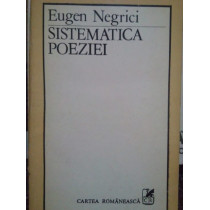 Eugen Negrici
SISTEMATICA
POEZIEI
CARTEA ROMÂNEASCĂ